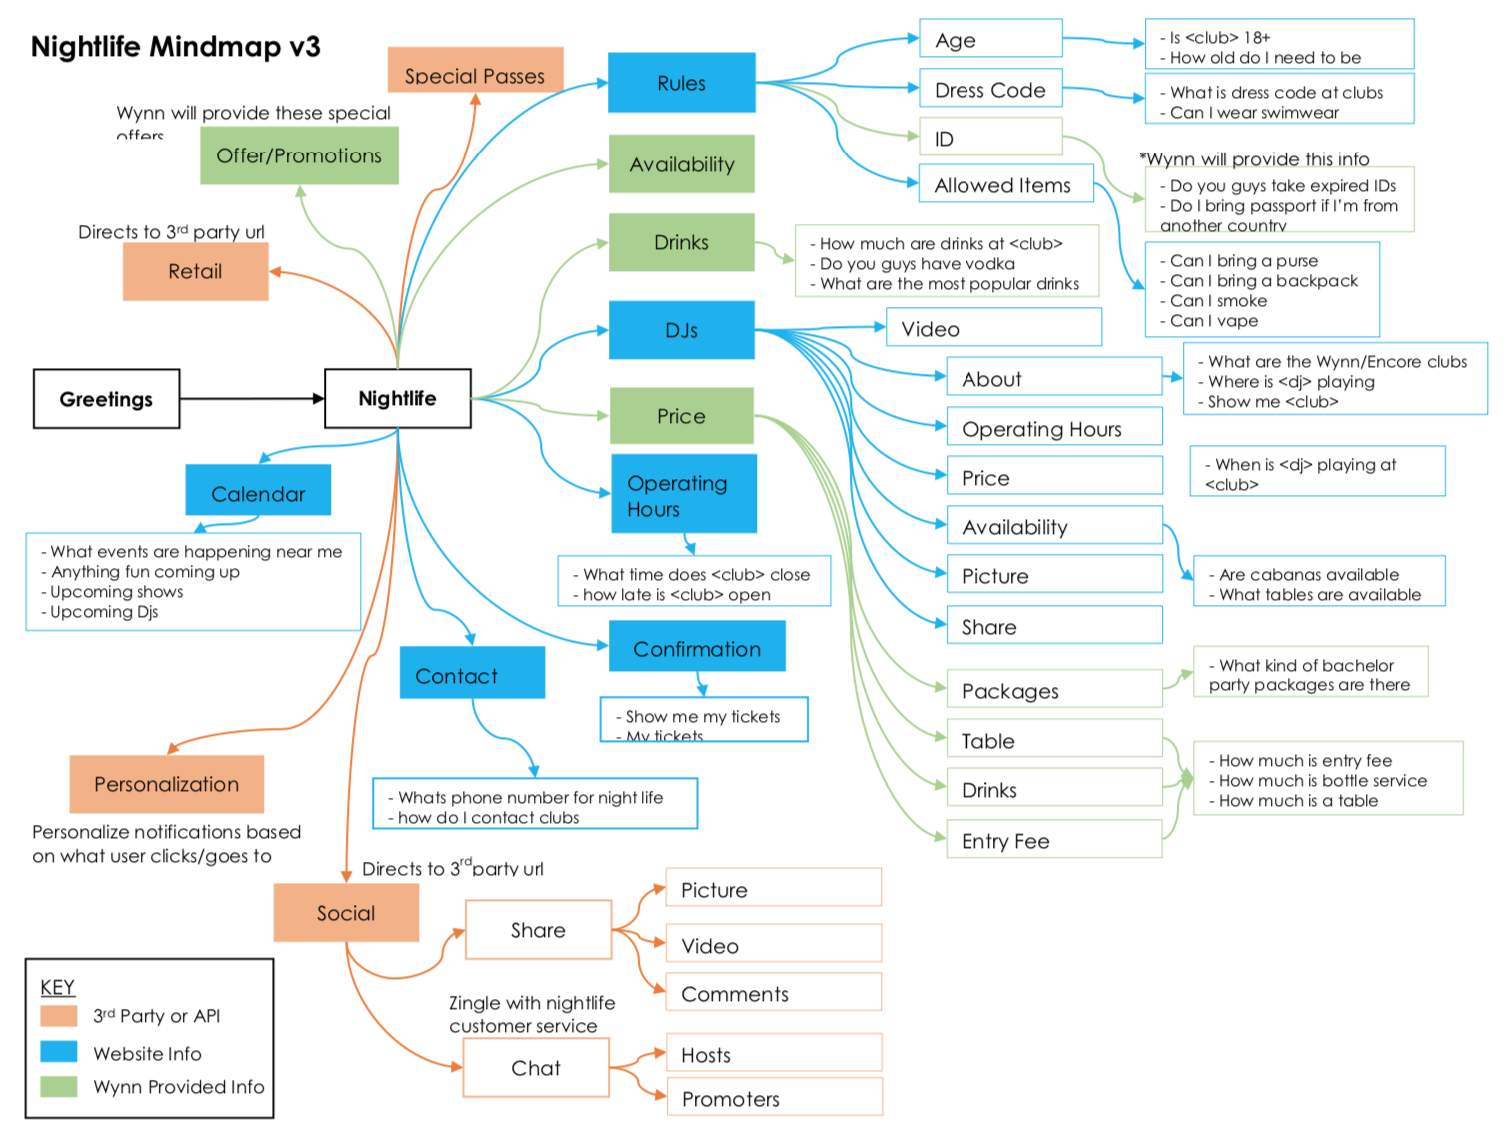 Nightlife Mindmap v3
Special Passes
Wynn will provide these special
offers
Offer/Promotions
Directs to 3rd party url
Retail
Greetings
Nightlife
Rules
Availability
Drinks
DJs
Price
Operating
Hours
Age
Dress Code
ID
Allowed Items
- Is <club> 18+
- How old do I need to be
- What is dress code at clubs
- Can I wear swimwear
*Wynn will provide this info
- Do you guys take expired IDs
- Do I bring passport if I'm from
another country
- Can I bring a purse
- Can I bring a backpack
- Can I smoke
- Can I vape
- How much are drinks at <club>
- Do you guys have vodka
- What are the most popular drinks
Video
About
Operating Hours
Price
Availability
Picture
Share
- What are the Wynn/Encore clubs
- Where is <dj> playing
- Show me <club>
- When is <dj> playing at
<club>
- Are cabanas available
- What tables are available
Packages
Table
Drinks
Entry Fee
- What kind of bachelor
party packages are there
- How much is entry fee
- How much is bottle service
- How much is a table
- What time does <club> close
- how late is <club> open
Calendar
- What events are happening near me
- Anything fun coming up
- Upcoming shows
- Upcoming Djs
Confirmation
- Show me my tickets
- My tickets
Contact
- Whats phone number for night life
- how do I contact clubs
Personalization
Personalize notifications based
on what user clicks/goes to
Directs to 3rd party url
Social
Share
Picture
Video
Comments
Zingle with nightlife
customer service
Chat
Hosts
Promoters
KEY
3rd Party or API
Website Info
Wynn Provided Info